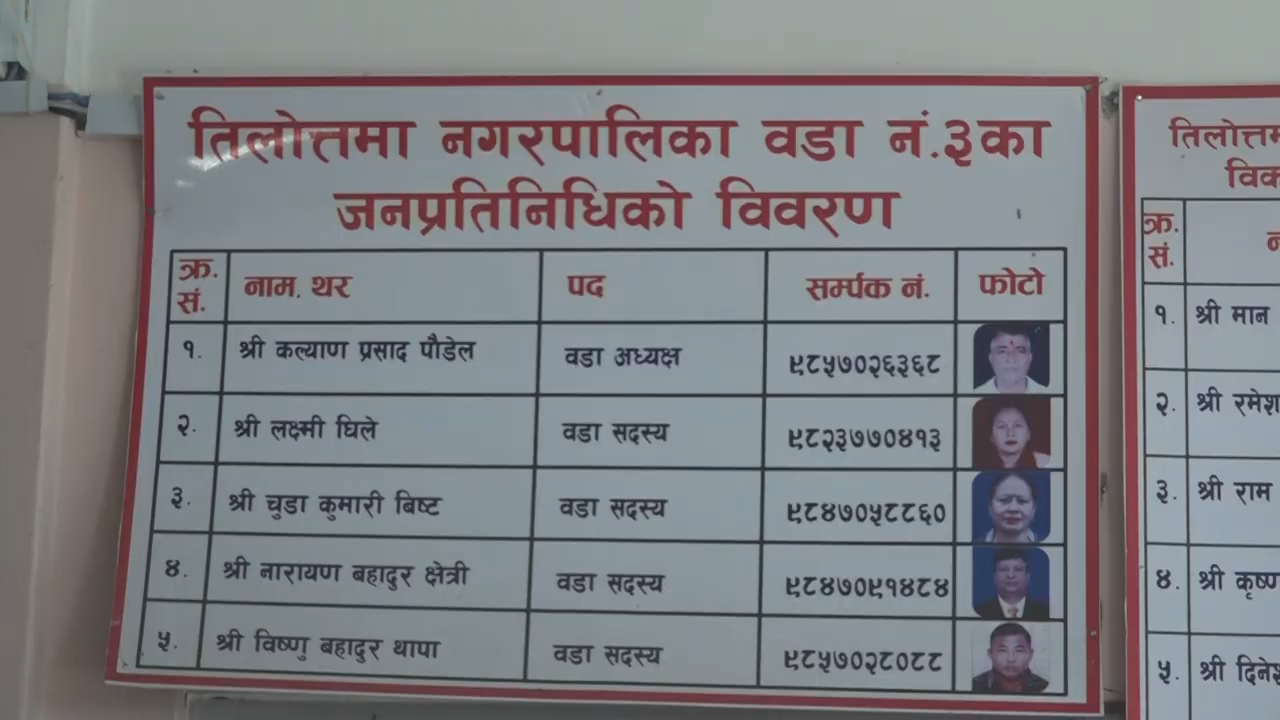 तिलोत्तमा नगरपालिका वडा नं.३का
जनप्रतिनिधिको विवरण
क्र.सं. नाम. थर पद सर्म्पक नं. फोटो
१. श्री कल्याण प्रसाद पौडेल वडा अध्यक्ष ९८५७०२६३६८
२. श्री लक्ष्मी घिले वडा सदस्य ९८२३७७०४१३
३. श्री चुडा कुमारी बिष्ट वडा सदस्य ९८४७०५८८६०
४. श्री नारायण बहादुर क्षेत्री वडा सदस्य ९८४७०९१४८४
५. श्री विष्णु बहादुर थापा वडा सदस्य ९८५७०२८०८८
क्र.सं.
१. श्री मान
२. श्री रमेश
३. श्री राम
४. श्री कृष्ण
५. श्री दिनेश